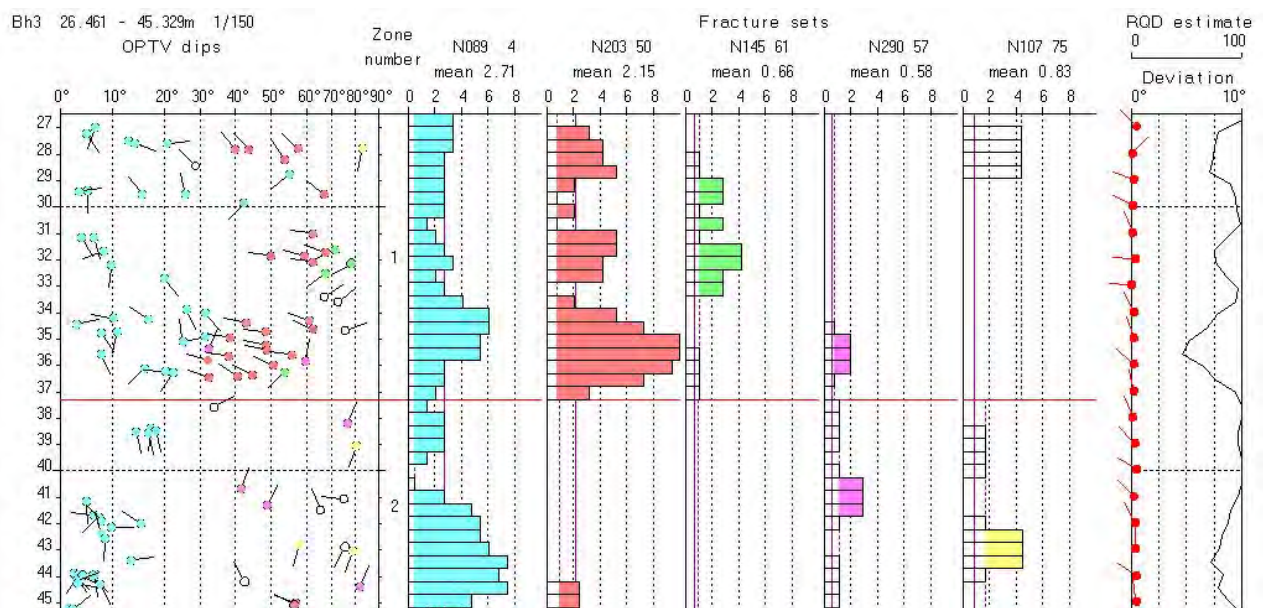 Bh3 26.461 - 45.329m 1/150
OPTV dips
Zone number
Fracture sets
N089 4
mean 2.71
N203 50
mean 2.15
N145 61
mean 0.66
N290 57
mean 0.58
N107 75
mean 0.83
RQD estimate
0 100
Deviation
0° 10° 20° 30° 40° 50° 60° 70° 80° 90
0 2 4 6 8
0 2 4 6 8
0 2 4 6 8
0 2 4 6 8
0 2 4 6 8
0 100
27
28
29
30
31
32
33
34
35
36
37
38
39
40
41
42
43
44
45
1
2